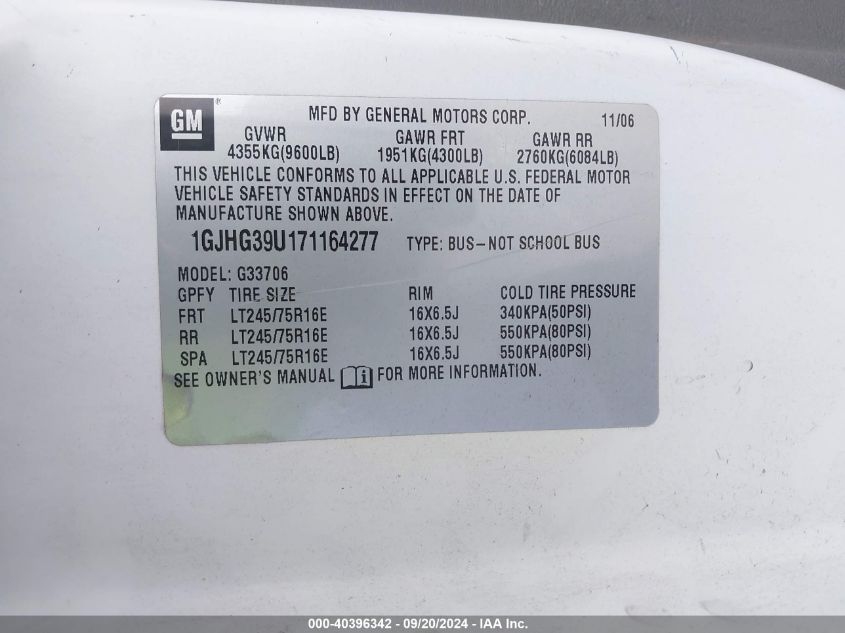 GM ®
MFD BY GENERAL MOTORS CORP. 11/06
GVWR GAWR FRT GAWR RR
4355KG(9600LB) 1951KG(4300LB) 2760KG(6084LB)
THIS VEHICLE CONFORMS TO ALL APPLICABLE U.S. FEDERAL MOTOR
VEHICLE SAFETY STANDARDS IN EFFECT ON THE DATE OF
MANUFACTURE SHOWN ABOVE.
1GJHG39U171164277 TYPE: BUS-NOT SCHOOL BUS
MODEL: G33706
GPFY TIRE SIZE RIM COLD TIRE PRESSURE
FRT LT245/75R16E 16X6.5J 340KPA(50PSI)
RR LT245/75R16E 16X6.5J 550KPA(80PSI)
SPA LT245/75R16E 16X6.5J 550KPA(80PSI)
SEE OWNER'S MANUAL FOR MORE INFORMATION.
000-40396342 - 09/20/2024 - IAA Inc.